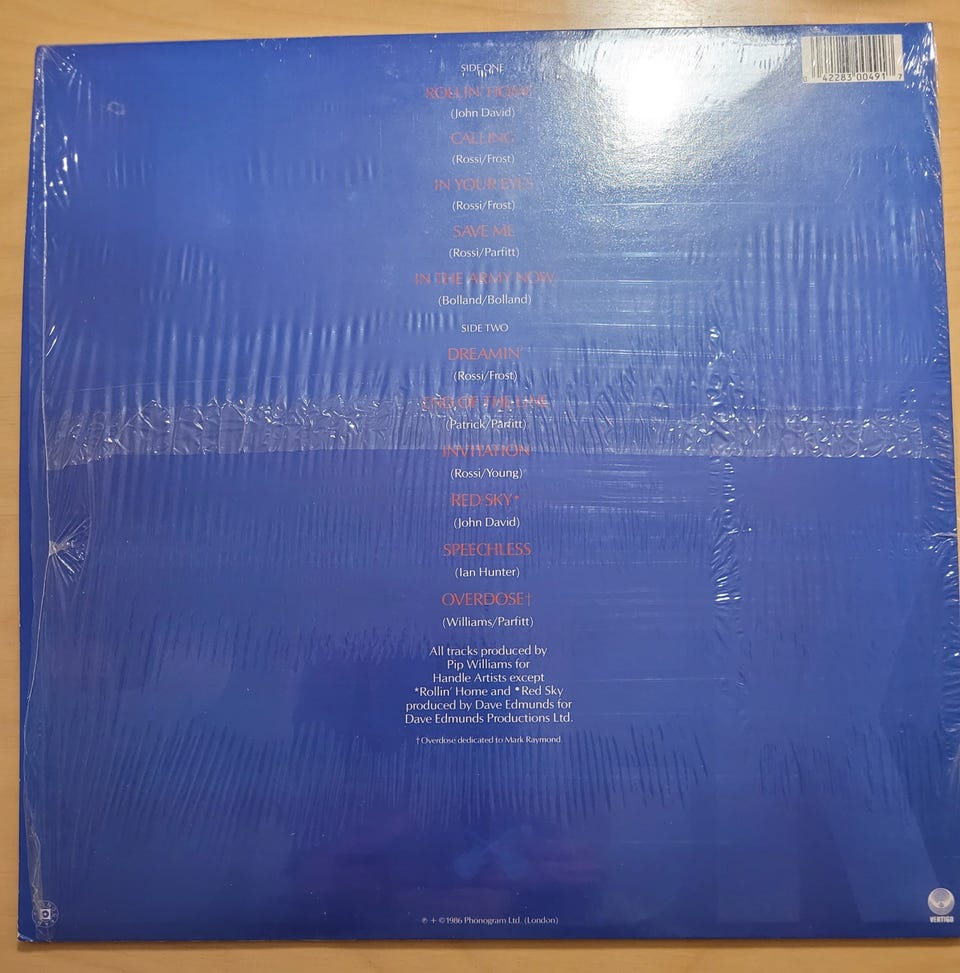 SIDE ONE
ROLLIN' HOME
(John David)
CALLING
(Rossi/Frost)
IN YOUR EYES
(Rossi/Frost)
SAVE ME
(Rossi/Parfitt)
IN THE ARMY NOW
(Bolland/Bolland)
SIDE TWO
DREAMIN'
(Rossi/Frost)
END OF THE LINE
(Patrick/Parfitt)
INVITATION
(Rossi/Young)
RED SKY*
(John David)
SPEECHLESS
(Ian Hunter)
OVERDOSE†
(Williams/Parfitt)
All tracks produced by
Pip Williams for
Handle Artists except
*Rollin' Home and *Red Sky
produced by Dave Edmunds for
Dave Edmunds Productions Ltd.
†Overdose dedicated to Mark Raymond.
℗ + ©1986 Phonogram Ltd. (London)
0 42283 00491 7
VERTIGO